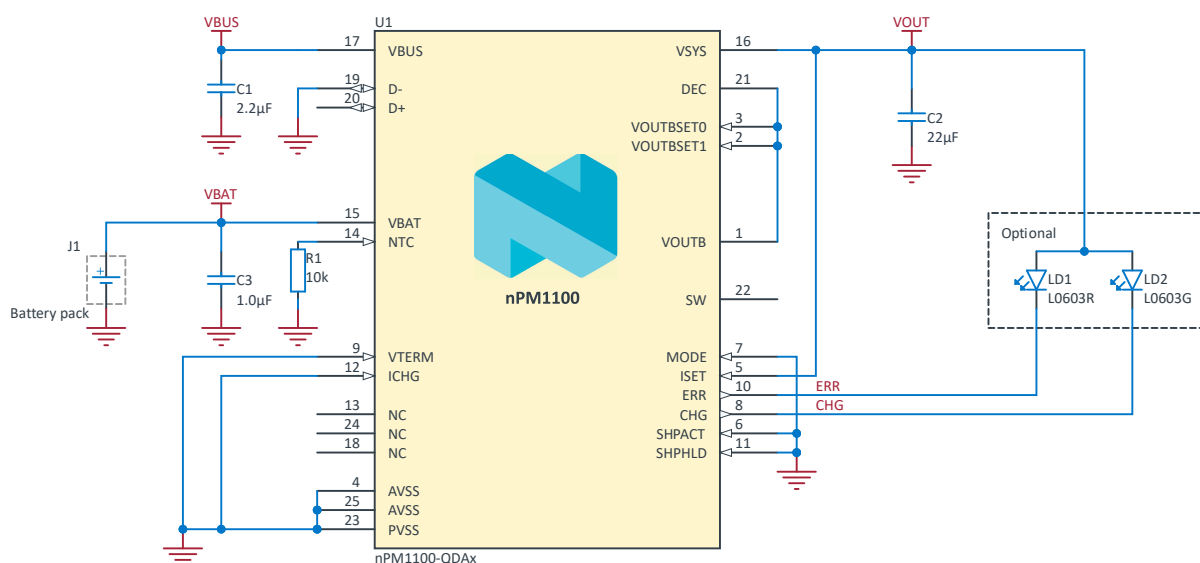 VBUS
U1
VOUT
17
VBUS
VSYS
16
C1
2.2µF
19
D-
20
D+
DEC
21
VOUTBSET0
3
VOUTBSET1
2
C2
22µF
VBAT
15
VBAT
14
NTC
VOUTB
1
J1
+
Battery pack
C3
1.0µF
R1
10k
nPM1100
SW
22
Optional
LD1
L0603R
LD2
L0603G
9
VTERM
12
ICHG
MODE
7
ISET
5
ERR
10
ERR
CHG
8
CHG
13
NC
24
NC
18
NC
SHPACT
6
SHPHLD
11
4
AVSS
25
AVSS
23
PVSS
nPM1100-QDAx